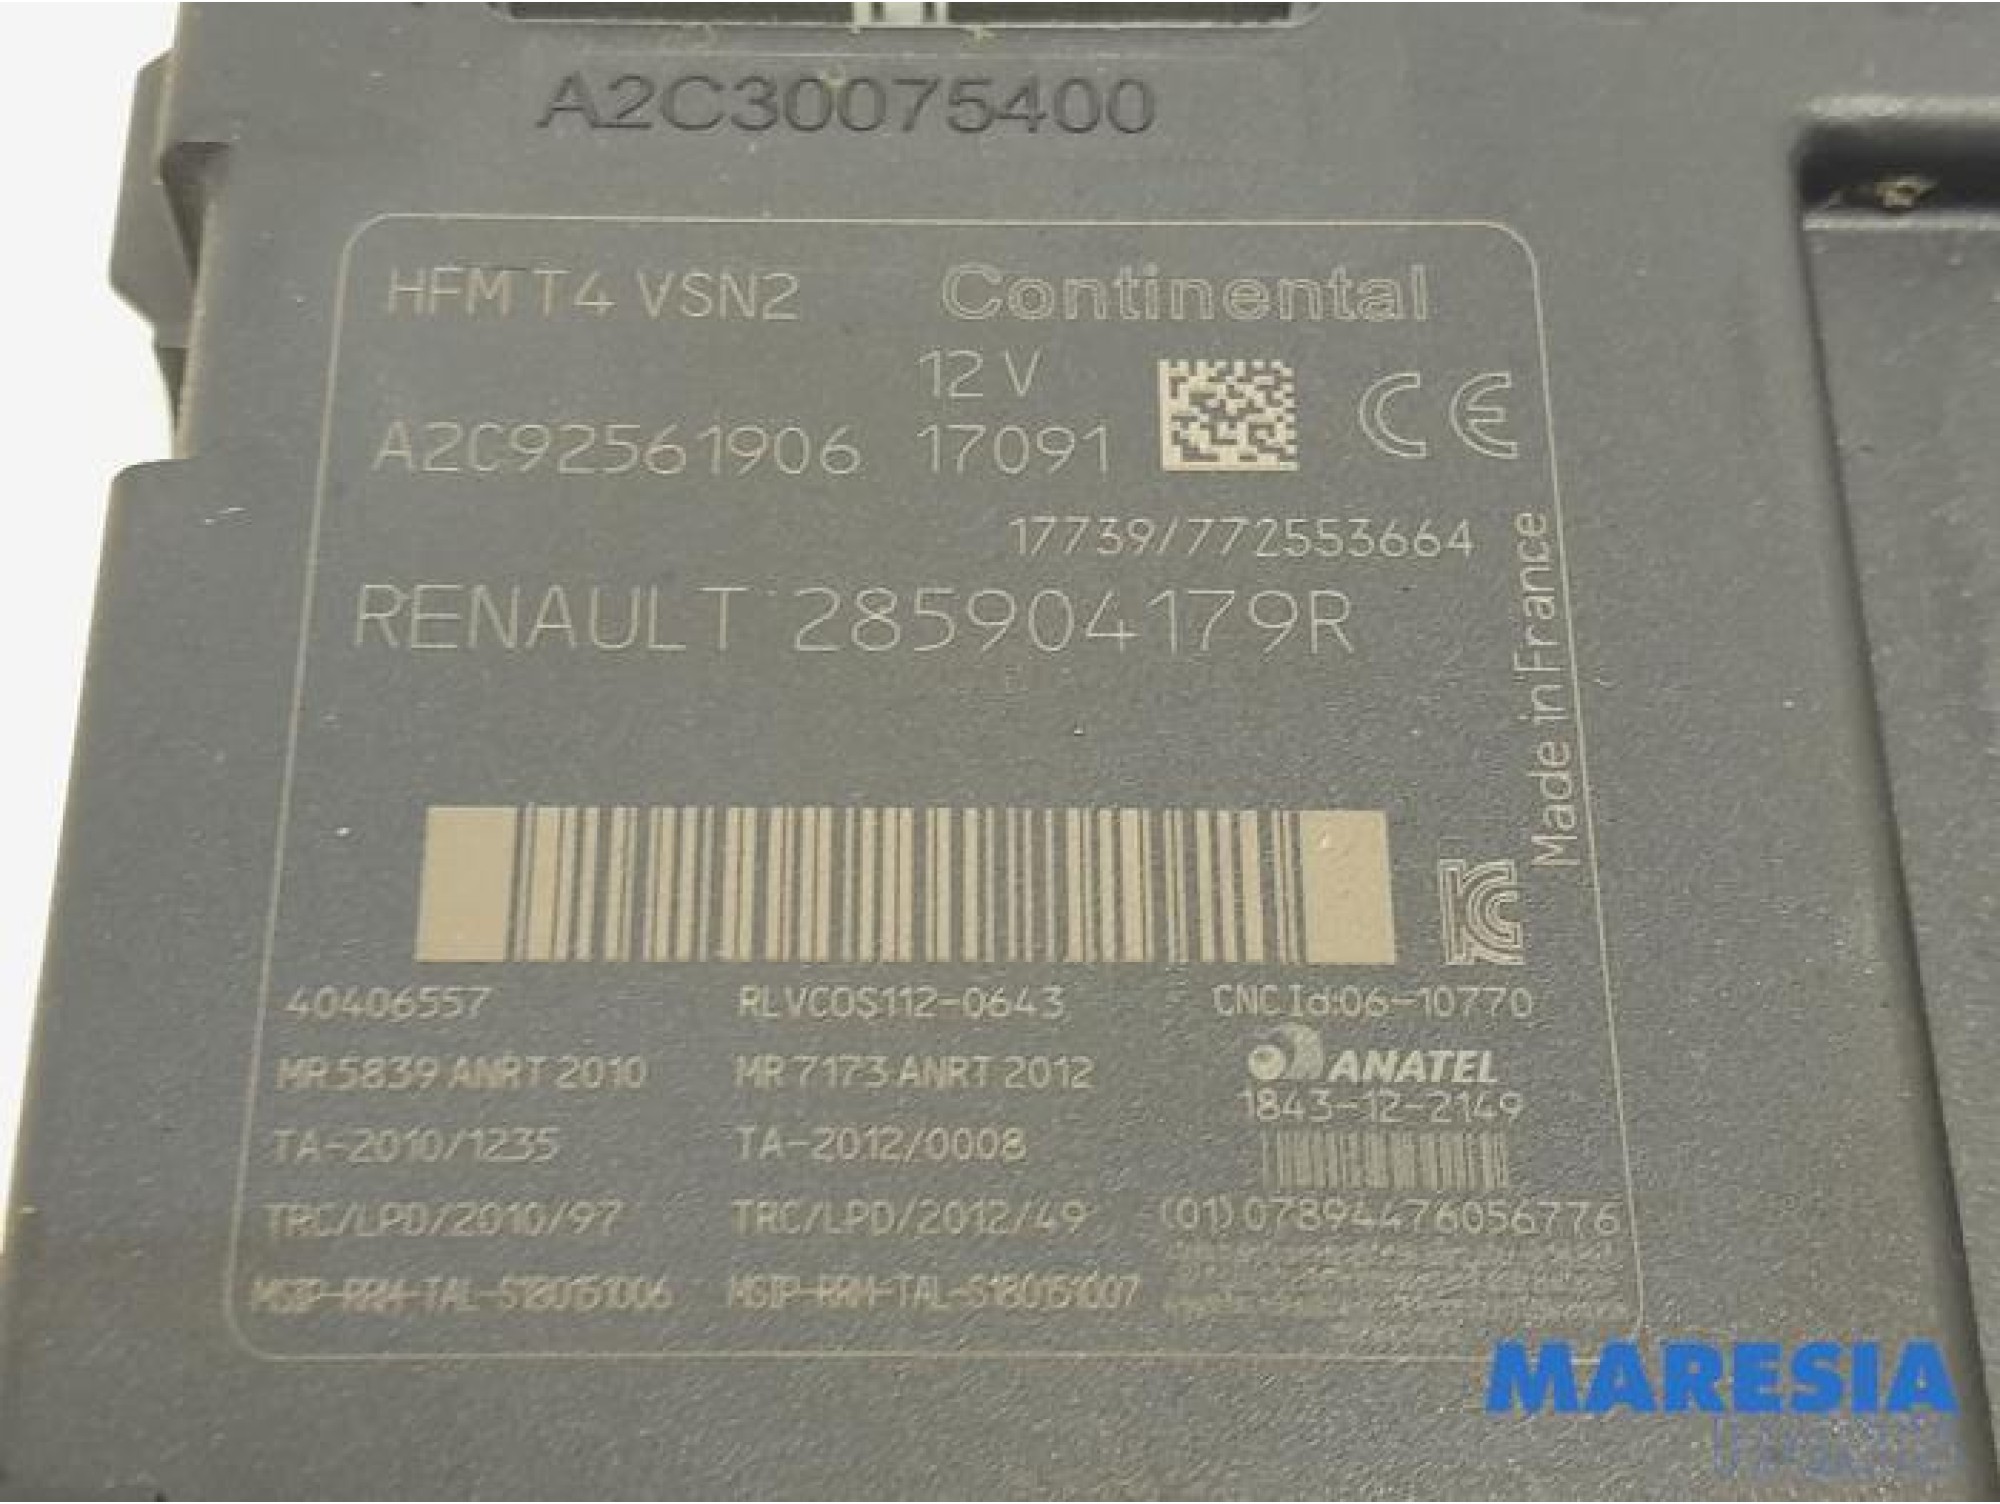 A2C30075400
HFM T4 VSN2 Continental
12 V
A2C92561906 17091 CE
17739/772553664
RENAULT 285904179R
Made in France
40406557 RLVCOS112-0643 CNC Id:06-10770
MR 5839 ANRT 2010 MR 7173 ANRT 2012 ANATEL
1843-12-2149
TA-2010/1235 TA-2012/0008
TRC/LPD/2010/97 TRC/LPD/2012/49 (01)07894476056776
MSIP-RRM-TAL-S180151006 MSIP-RRM-TAL-S180151007
MARESIA